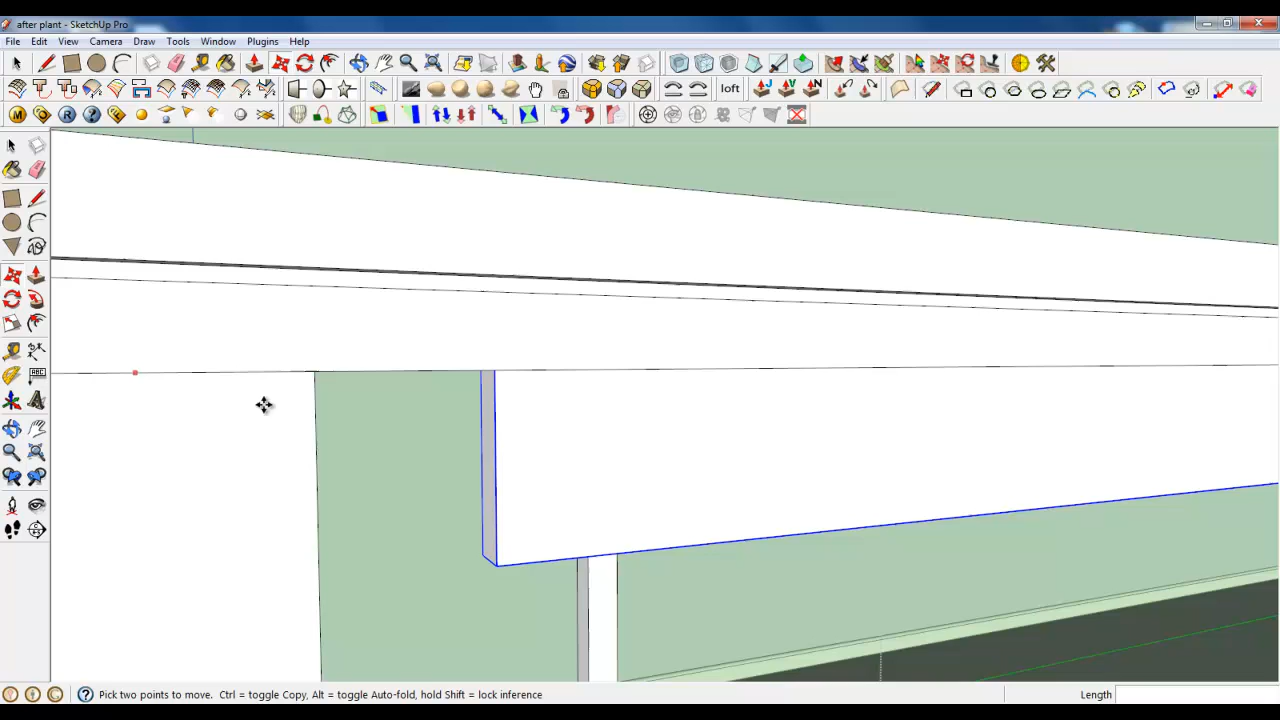 after plant - SketchUp Pro
File Edit View Camera Draw Tools Window Plugins Help
loft
ABC
Pick two points to move. Ctrl = toggle Copy, Alt = toggle Auto-fold, hold Shift = lock inference
Length